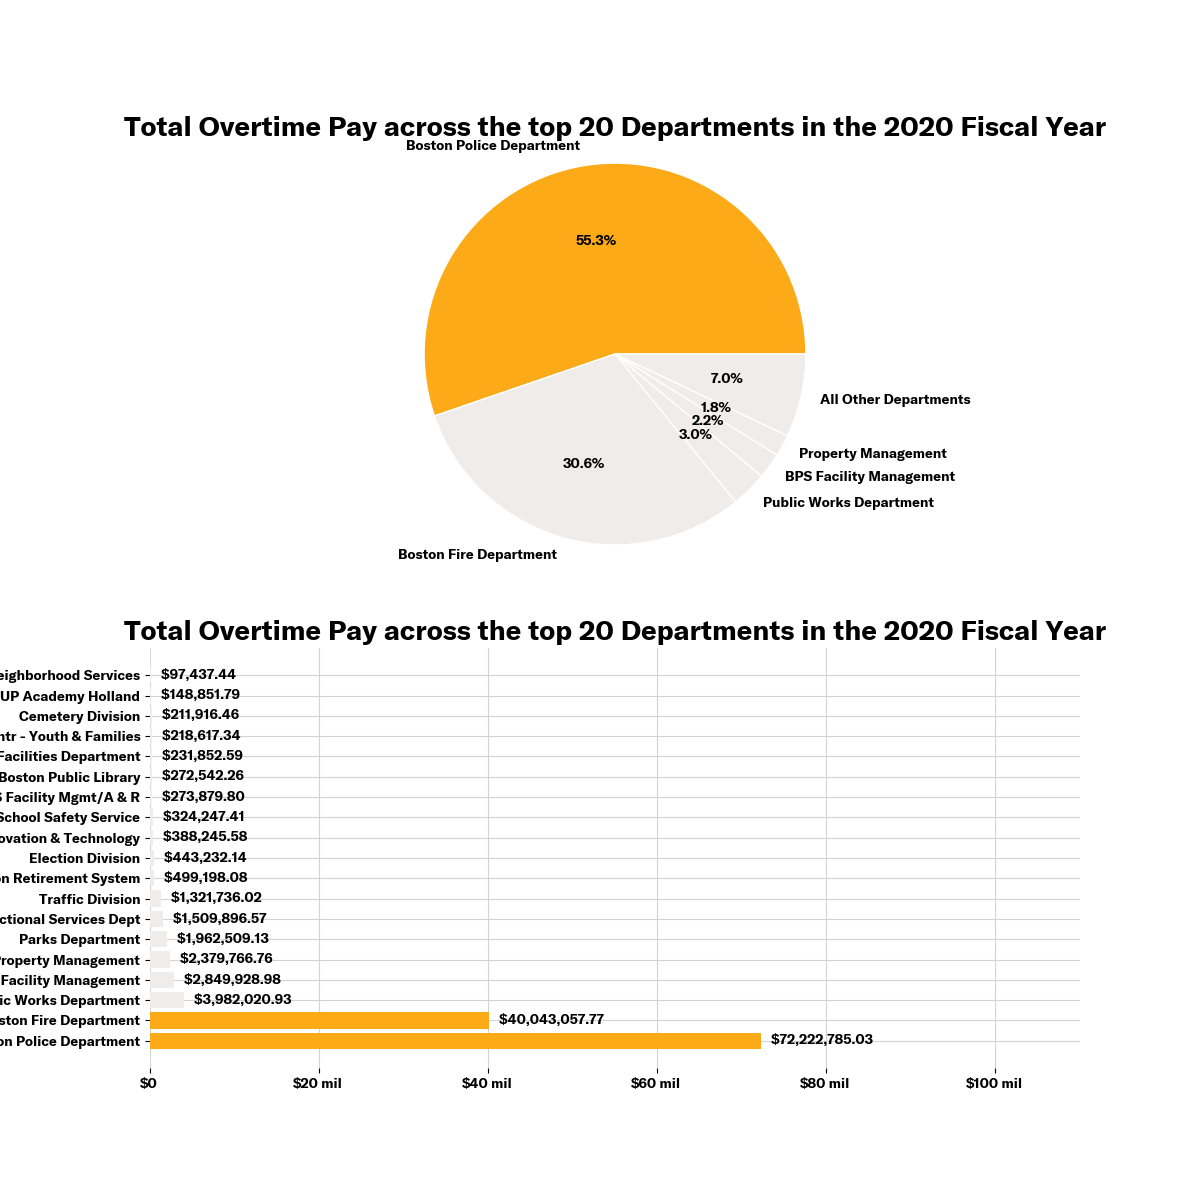 Total Overtime Pay across the top 20 Departments in the 2020 Fiscal Year
Boston Police Department
55.3%
7.0%
All Other Departments
1.8%
2.2%
3.0%
Property Management
30.6%
BPS Facility Management
Public Works Department
Boston Fire Department
Total Overtime Pay across the top 20 Departments in the 2020 Fiscal Year
eighborhood Services $97,437.44
UP Academy Holland $148,851.79
Cemetery Division $211,916.46
ntr - Youth & Families $218,617.34
Facilities Department $231,852.59
Boston Public Library $272,542.26
S Facility Mgmt/A & R $273,879.80
School Safety Service $324,247.41
ovation & Technology $388,245.58
Election Division $443,232.14
on Retirement System $499,198.08
Traffic Division $1,321,736.02
ctional Services Dept $1,509,896.57
Parks Department $1,962,509.13
Property Management $2,379,766.76
Facility Management $2,849,928.98
ic Works Department $3,982,020.93
ston Fire Department $40,043,057.77
on Police Department $72,222,785.03
$0 $20 mil $40 mil $60 mil $80 mil $100 mil